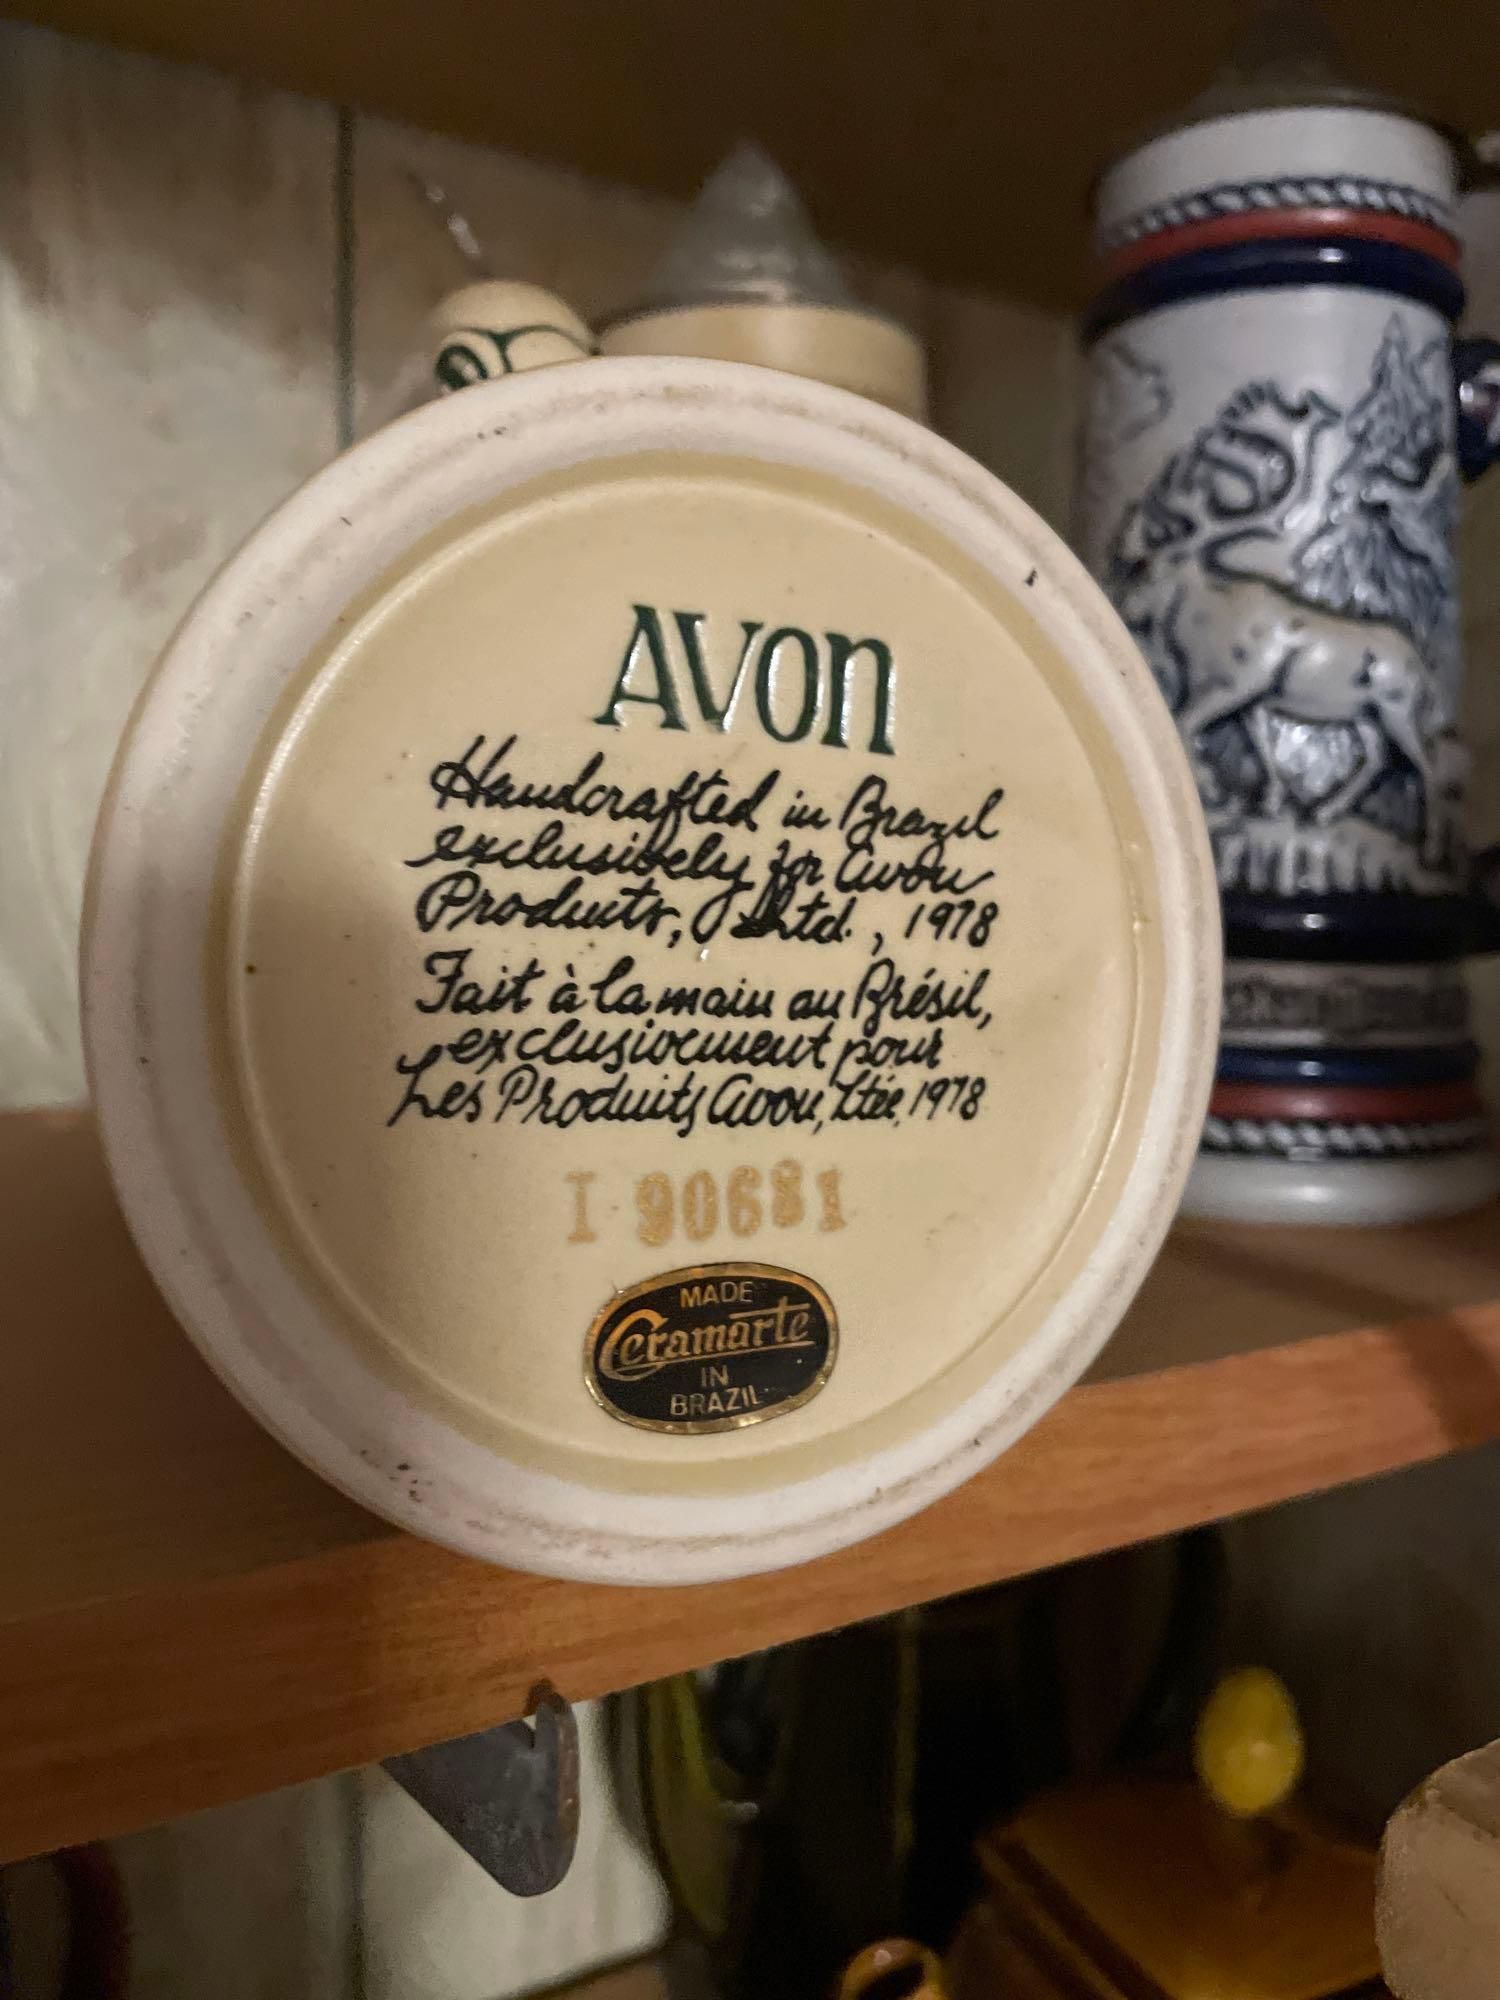 AVON
Handcrafted in Brazil
exclusively for Avon
Products, Ltd., 1978
Fait à la main au Brésil,
exclusivement pour
Les Produits Avon, Ltée, 1978
I 90681
MADE
Ceramarte
IN
BRAZIL